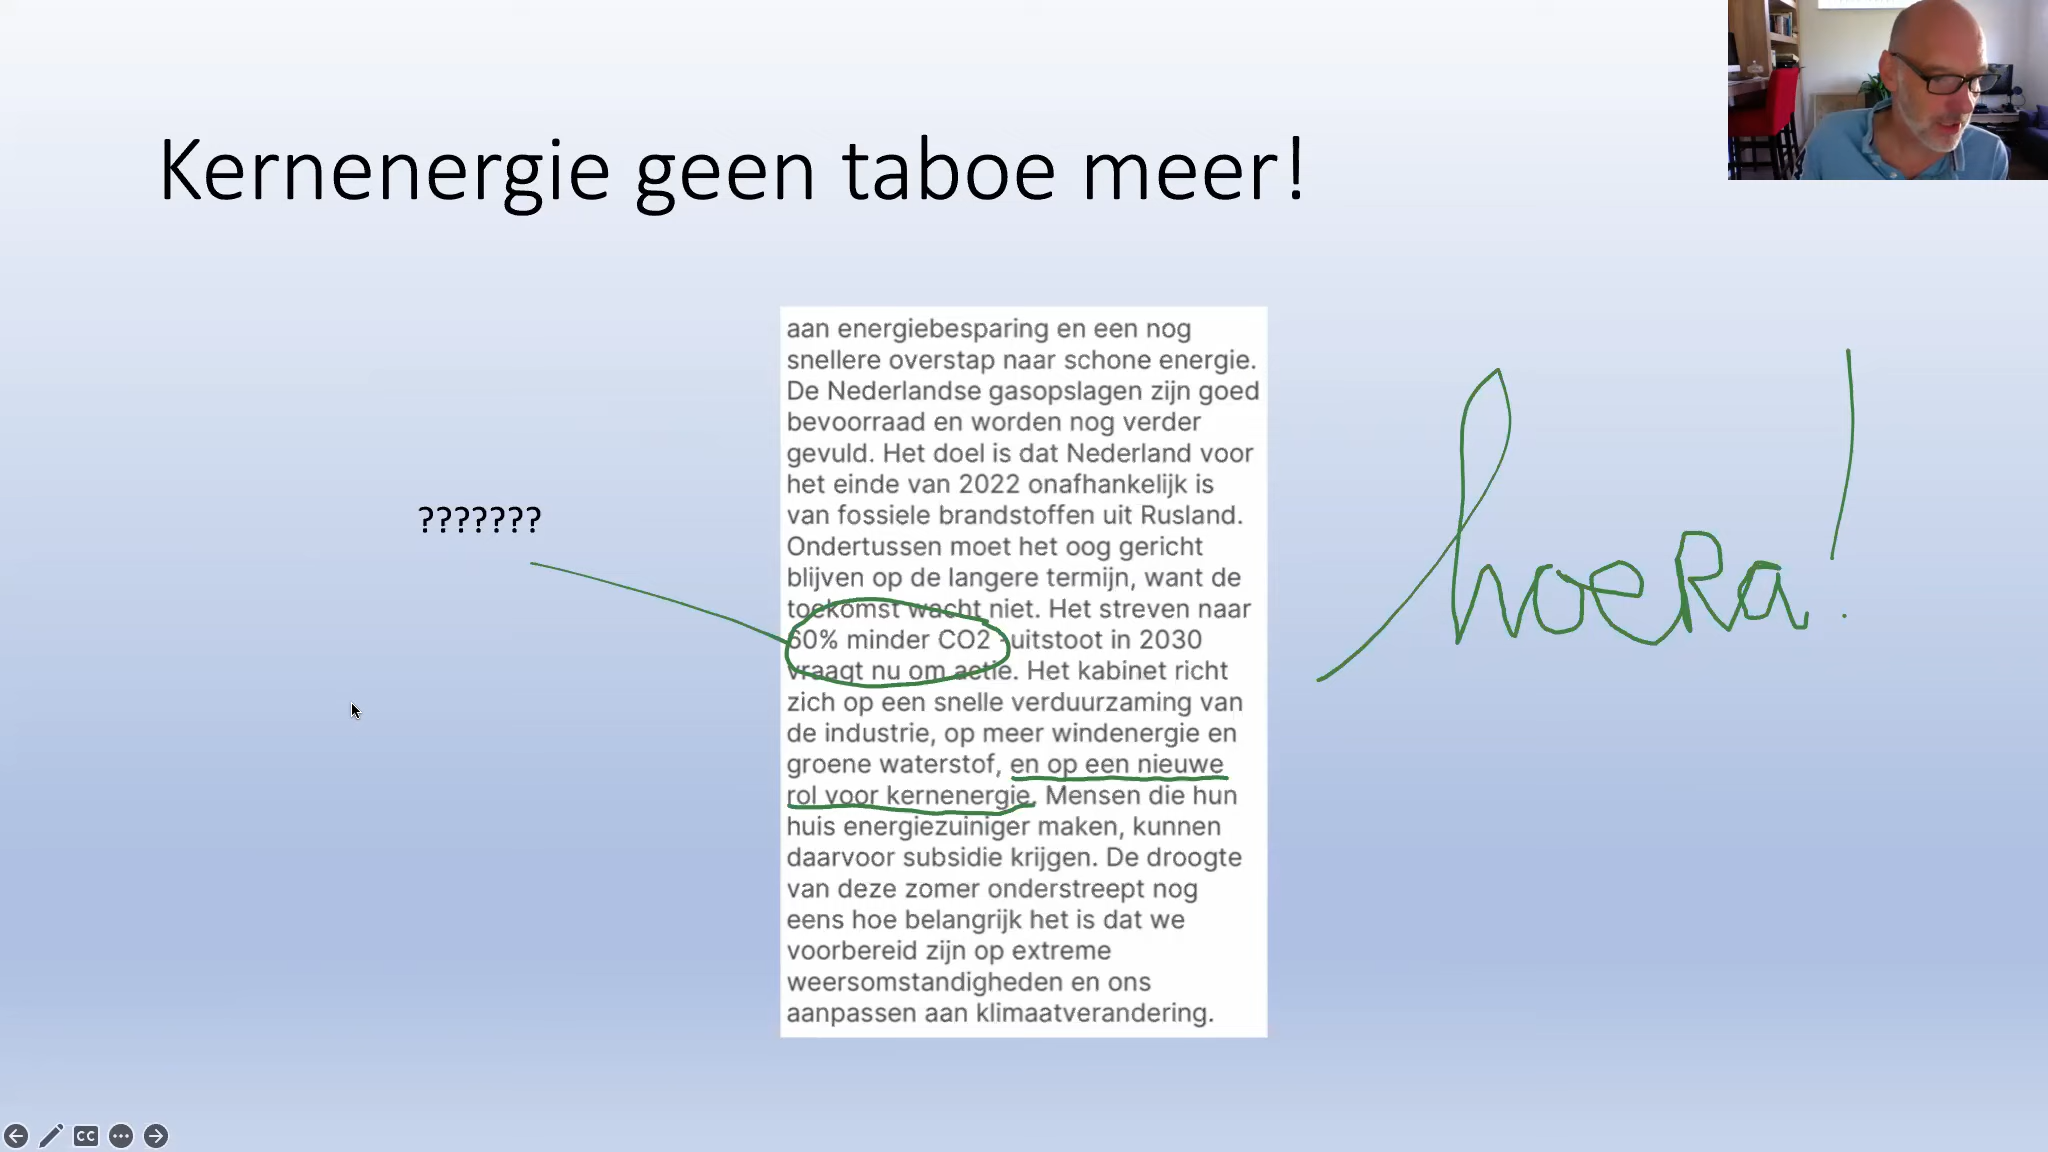 Kernenergie geen taboe meer!
aan energiebesparing en een nog
snellere overstap naar schone energie.
De Nederlandse gasopslagen zijn goed
bevoorraad en worden nog verder
gevuld. Het doel is dat Nederland voor
het einde van 2022 onafhankelijk is
van fossiele brandstoffen uit Rusland.
Ondertussen moet het oog gericht
blijven op de langere termijn, want de
toekomst wacht niet. Het streven naar
60% minder CO2 -uitstoot in 2030
vraagt nu om actie. Het kabinet richt
zich op een snelle verduurzaming van
de industrie, op meer windenergie en
groene waterstof, en op een nieuwe
rol voor kernenergie. Mensen die hun
huis energiezuiniger maken, kunnen
daarvoor subsidie krijgen. De droogte
van deze zomer onderstreept nog
eens hoe belangrijk het is dat we
voorbereid zijn op extreme
weersomstandigheden en ons
aanpassen aan klimaatverandering.
???????
hoera!
CC